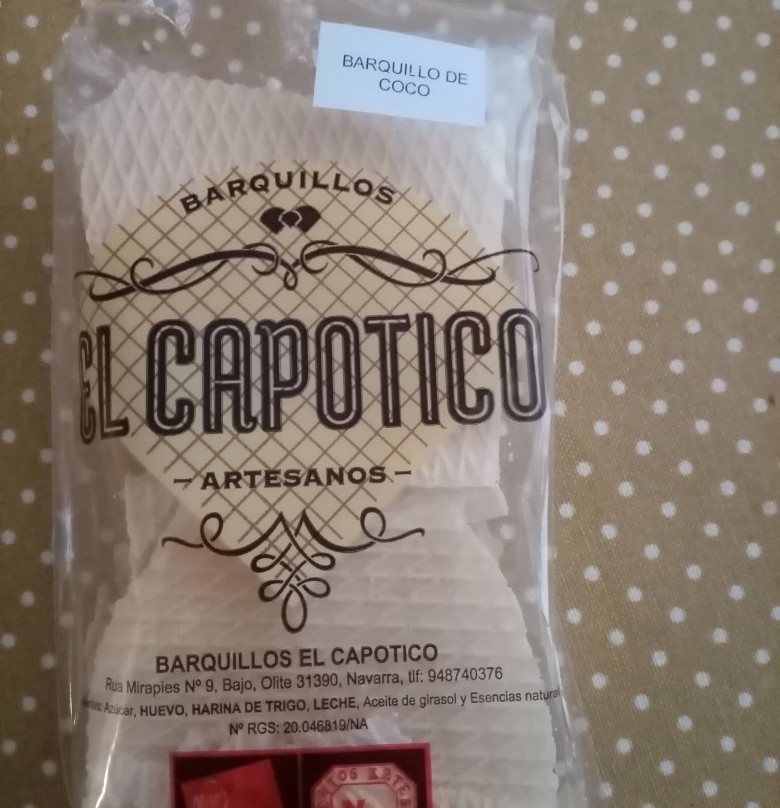 BARQUILLO DE
COCO
BARQUILLOS
EL CAPOTICO
- ARTESANOS -
BARQUILLOS EL CAPOTICO
Rua Mirapies Nº 9, Bajo, Olite 31390, Navarra, tlf: 948740376
Azúcar, HUEVO, HARINA DE TRIGO, LECHE, Aceite de girasol y Esencias natura
Nº RGS: 20.046819/NA